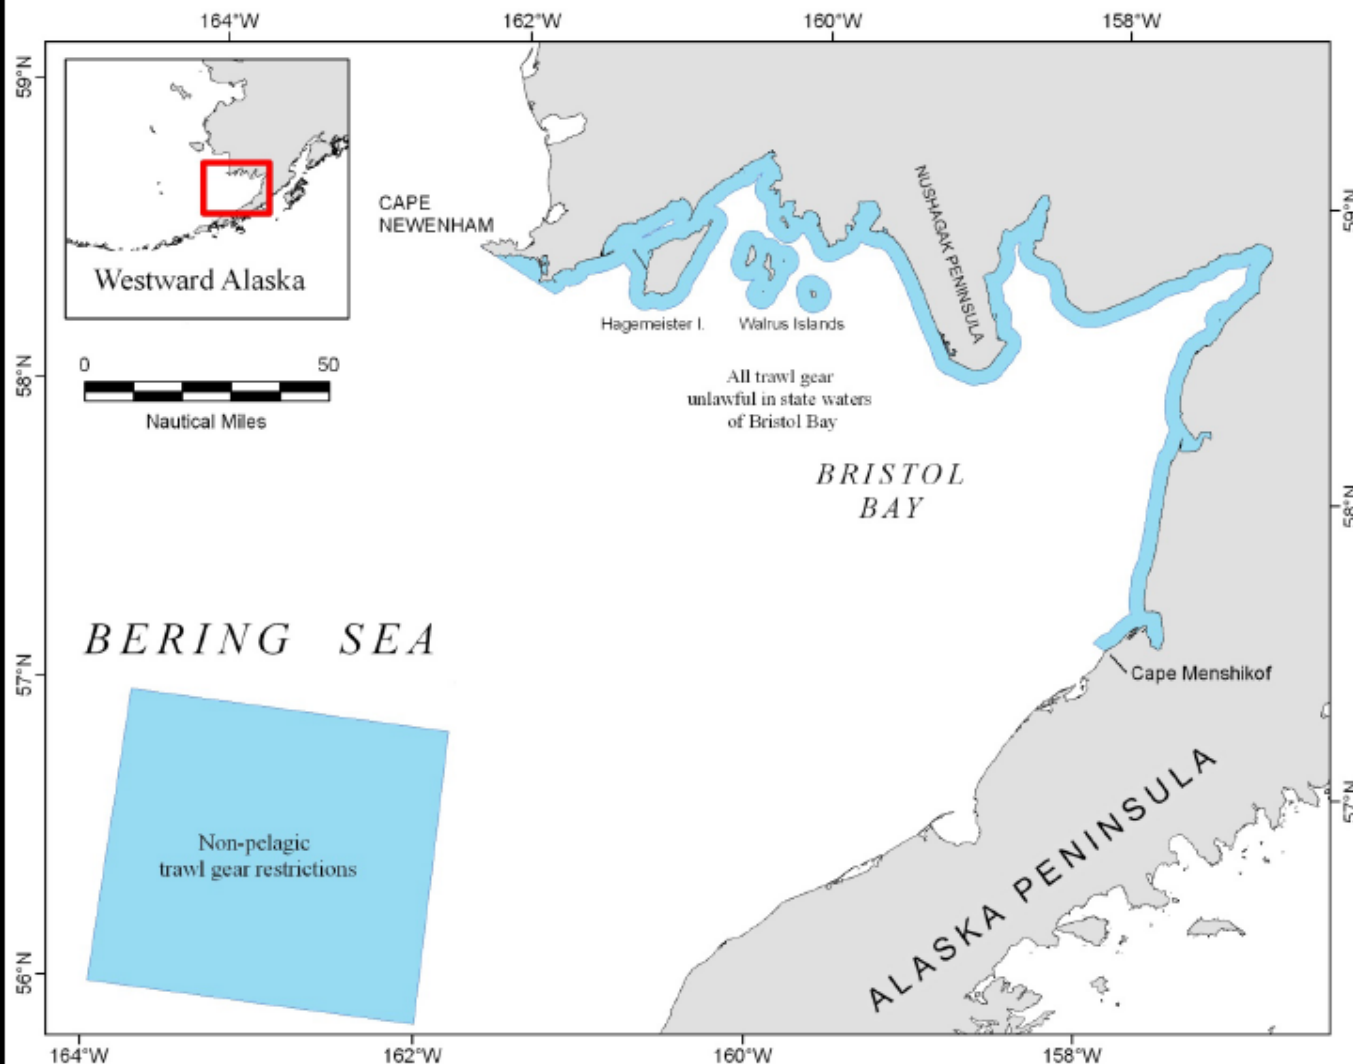 164°W
162°W
160°W
158°W
59°N
Westward Alaska
0
50
Nautical Miles
CAPE
NEWENHAM
NUSHAGAK PENINSULA
59°N
Hagemeister I.
Walrus Islands
58°N
All trawl gear
unlawful in state waters
of Bristol Bay
BRISTOL
BAY
58°N
BERING SEA
57°N
Cape Menshikof
57°N
Non-pelagic
trawl gear restrictions
ALASKA PENINSULA
56°N
164°W
162°W
160°W
158°W